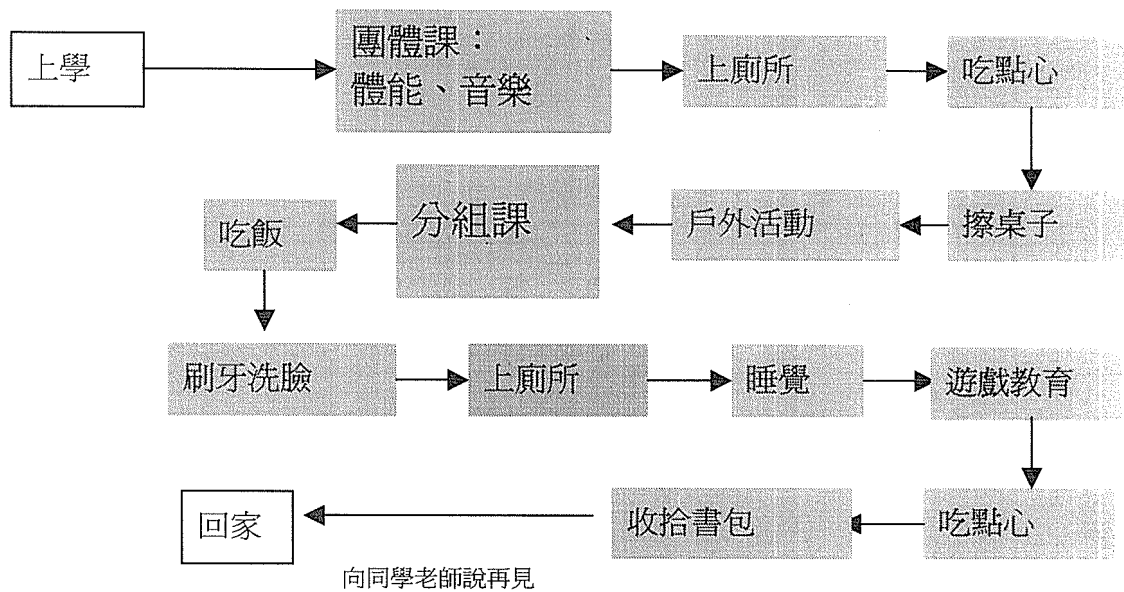 上學
團體課：
體能、音樂
上廁所
吃點心
擦桌子
戶外活動
分組課
吃飯
刷牙洗臉
上廁所
睡覺
遊戲教育
吃點心
收拾書包
回家
向同學老師說再見